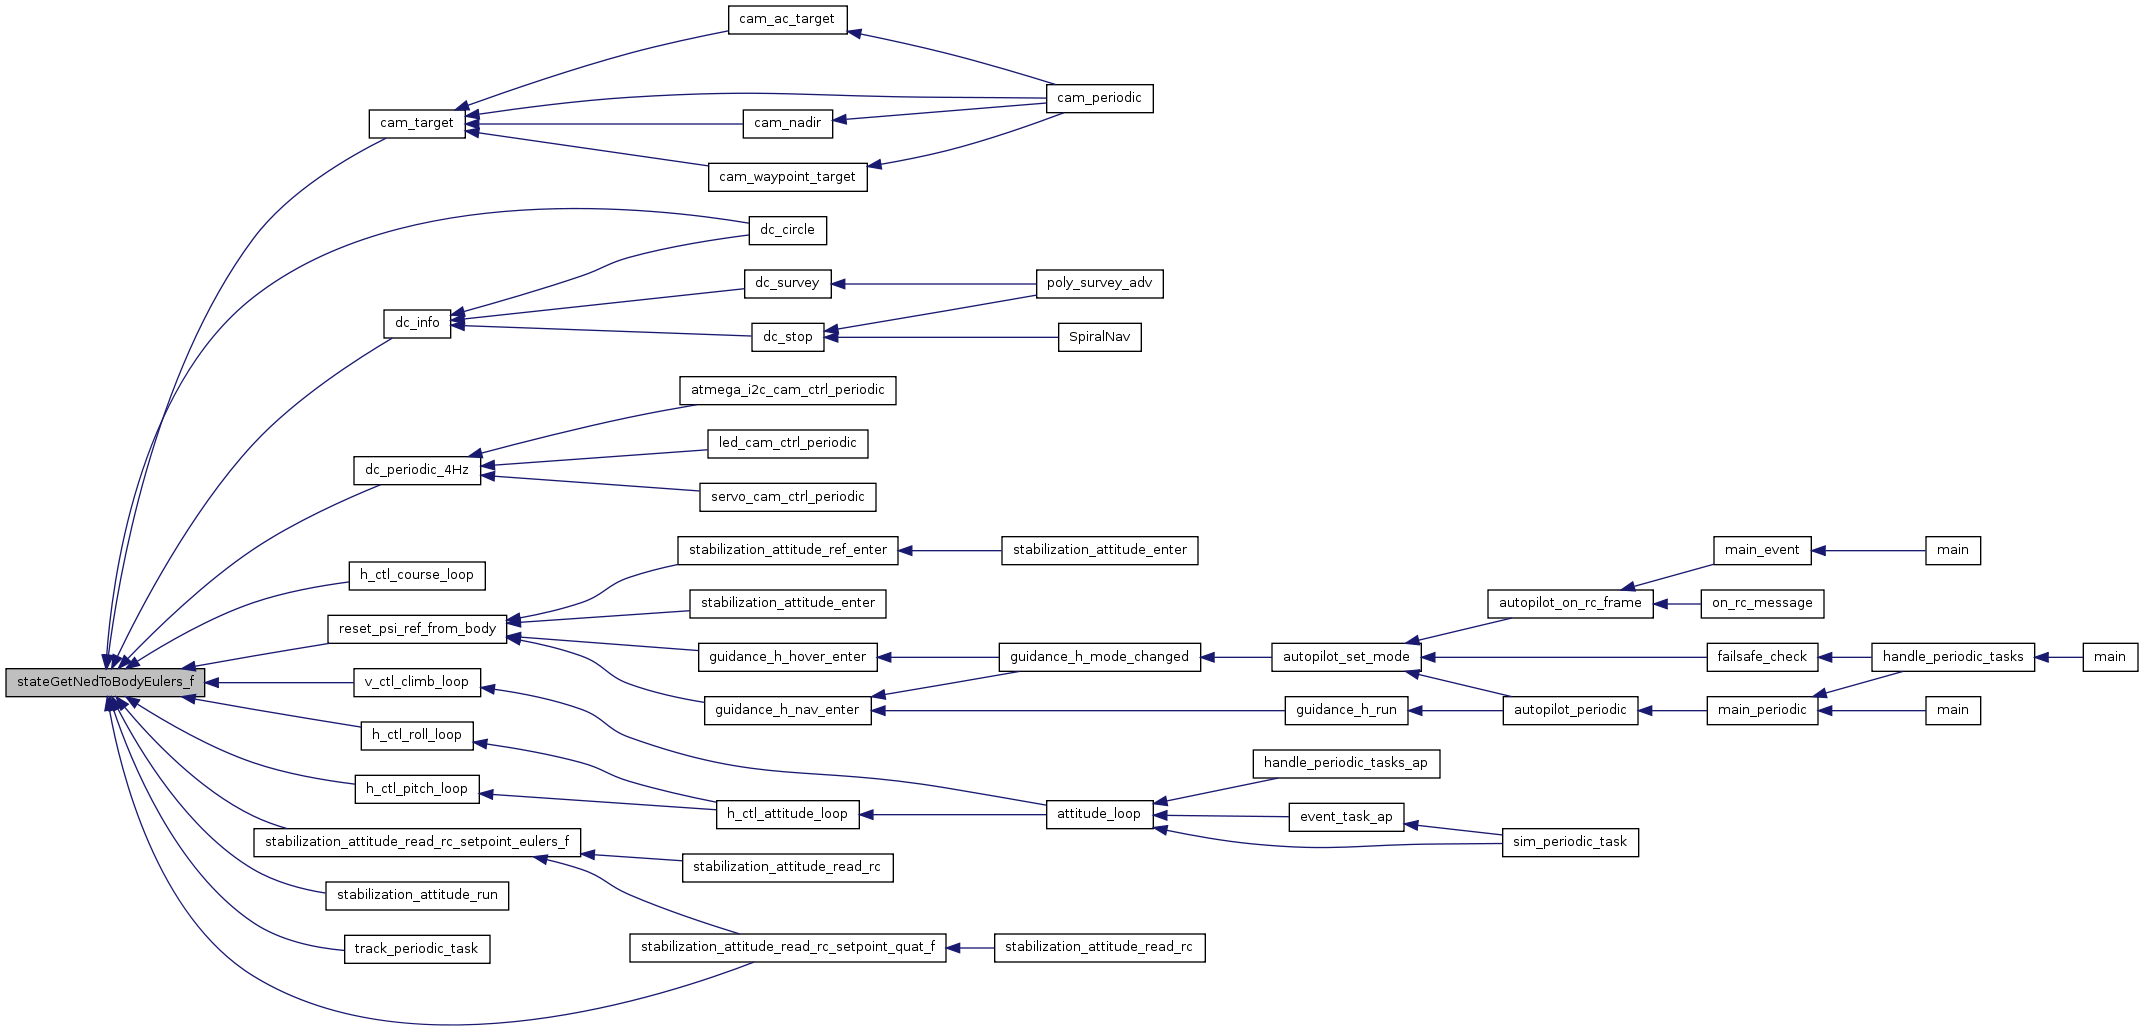 cam_ac_target
cam_periodic
cam_target
cam_nadir
cam_waypoint_target
dc_circle
dc_survey
poly_survey_adv
dc_info
dc_stop
SpiralNav
atmega_i2c_cam_ctrl_periodic
led_cam_ctrl_periodic
dc_periodic_4Hz
servo_cam_ctrl_periodic
stabilization_attitude_ref_enter
stabilization_attitude_enter
main_event
main
h_ctl_course_loop
stabilization_attitude_enter
autopilot_on_rc_frame
on_rc_message
reset_psi_ref_from_body
guidance_h_hover_enter
guidance_h_mode_changed
autopilot_set_mode
failsafe_check
handle_periodic_tasks
main
stateGetNedToBodyEulers_f
v_ctl_climb_loop
guidance_h_nav_enter
guidance_h_run
autopilot_periodic
main_periodic
main
h_ctl_roll_loop
handle_periodic_tasks_ap
h_ctl_pitch_loop
h_ctl_attitude_loop
attitude_loop
event_task_ap
sim_periodic_task
stabilization_attitude_read_rc_setpoint_eulers_f
stabilization_attitude_read_rc
stabilization_attitude_run
track_periodic_task
stabilization_attitude_read_rc_setpoint_quat_f
stabilization_attitude_read_rc